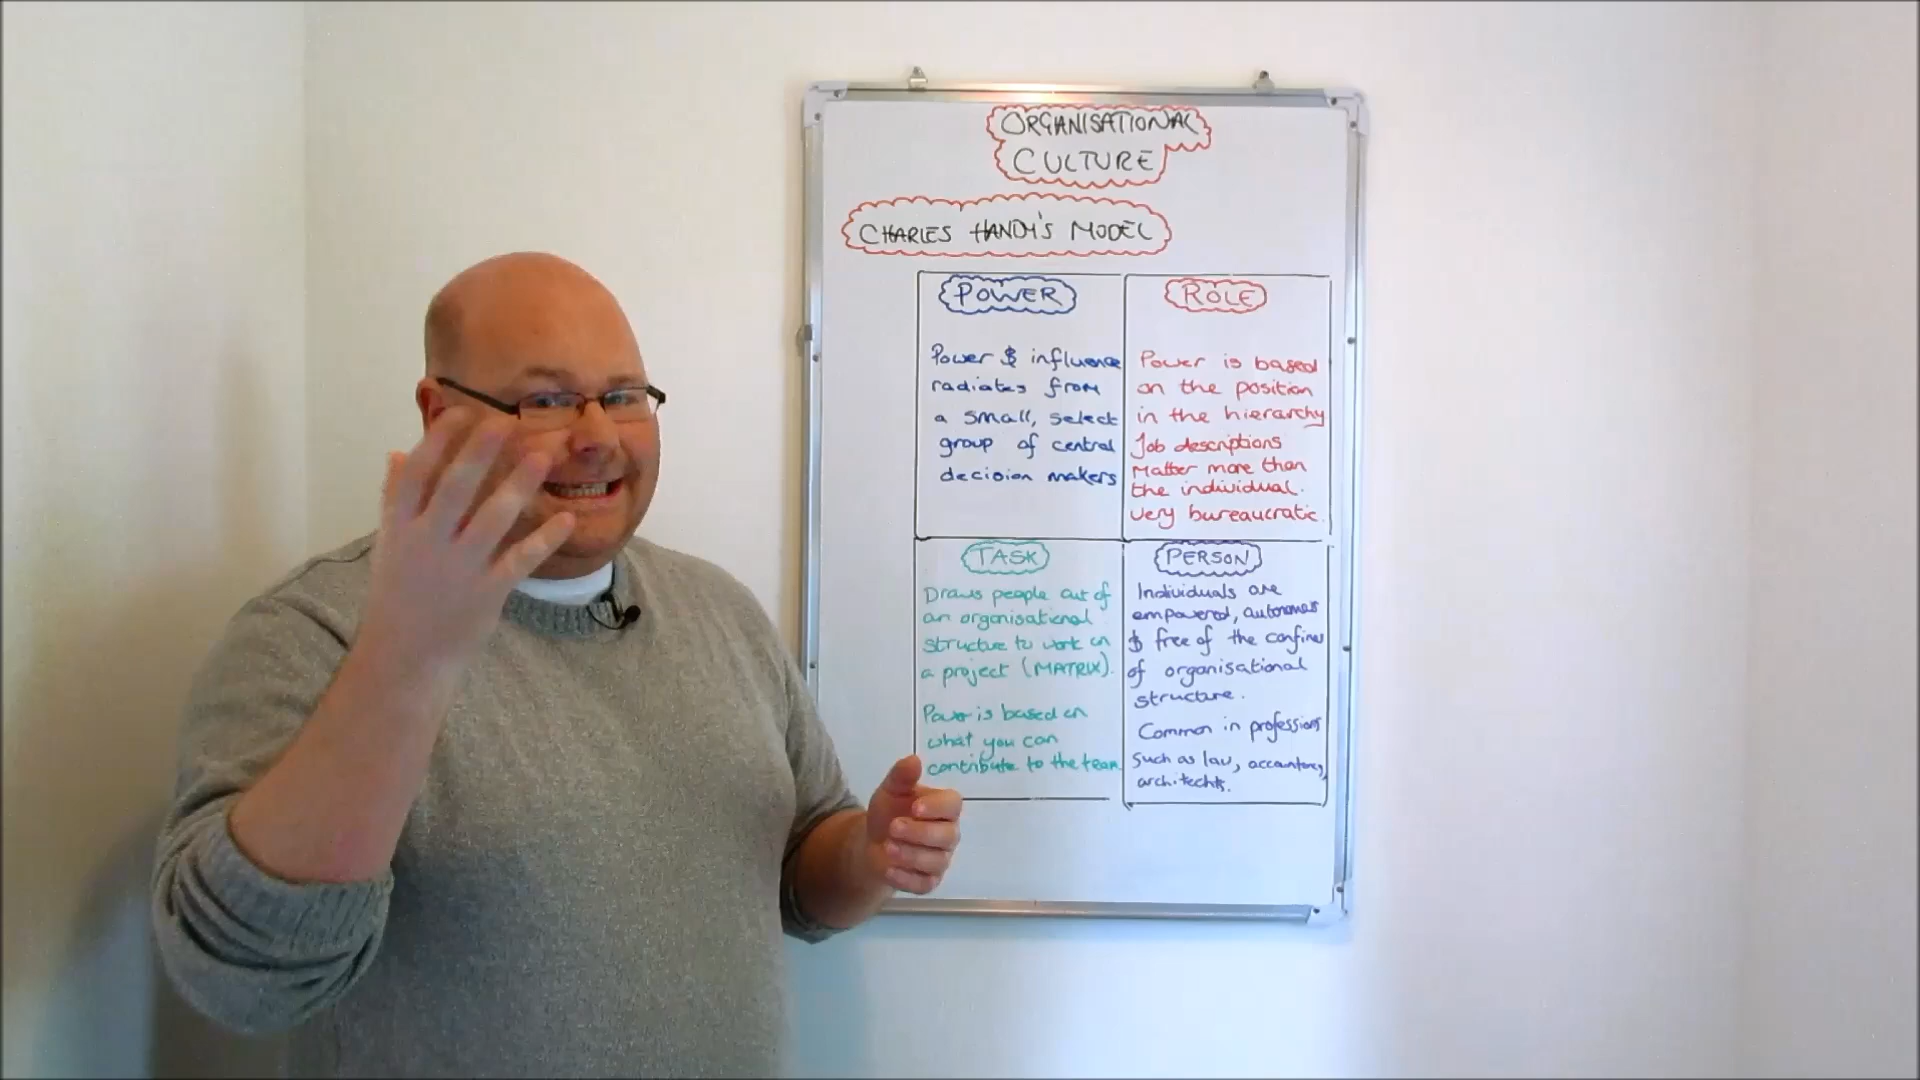 ORGANISATIONAL
CULTURE
CHARLES HANDY'S MODEL
POWER
Power & influence
radiates from
a small, select
group of central
decision makers
ROLE
Power is based
on the position
in the hierarchy
Job descriptions
Matter more than
the individual.
Very bureaucratic.
TASK
Draws people out of
an organisational
structure to work on
a project (MATRIX).
Power is based on
what you can
contribute to the team.
PERSON
Individuals are
empowered, autonomous
& free of the confines
of organisational
structure.
Common in professions
such as law, accountancy,
architechts.